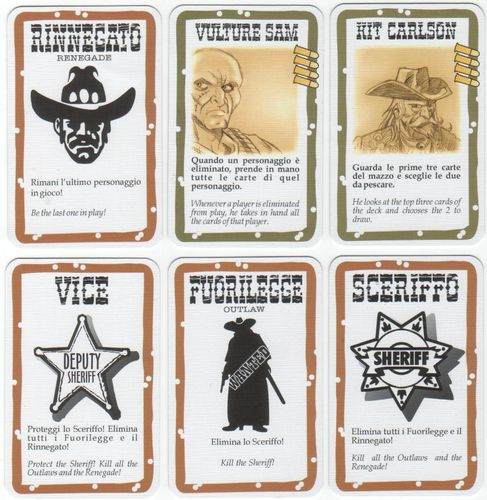 RINNEGATO
RENEGADE
Rimani l'ultimo personaggio
in gioco!
Be the last one in play!
VULTURE SAM
Quando un personaggio è
eliminato, prende in mano
tutte le carte di quel
personaggio.
Whenever a player is eliminated
from play, he takes in hand all
the cards of that player.
KIT CARLSON
Guarda le prime tre carte
del mazzo e sceglie le due
da pescare.
He looks at the top three cards of
the deck and chooses the 2 to
draw.
VICE
DEPUTY
SHERIFF
Proteggi lo Sceriffo! Elimina
tutti i Fuorilegge e il
Rinnegato!
Protect the Sheriff! Kill all the
Outlaws and the Renegade!
FUORILEGGE
OUTLAW
WANTED
Elimina lo Sceriffo!
Kill the Sheriff!
SCERIFFO
SHERIFF
Elimina tutti i Fuorilegge e il
Rinnegato!
Kill all the Outlaws and the
Renegade!